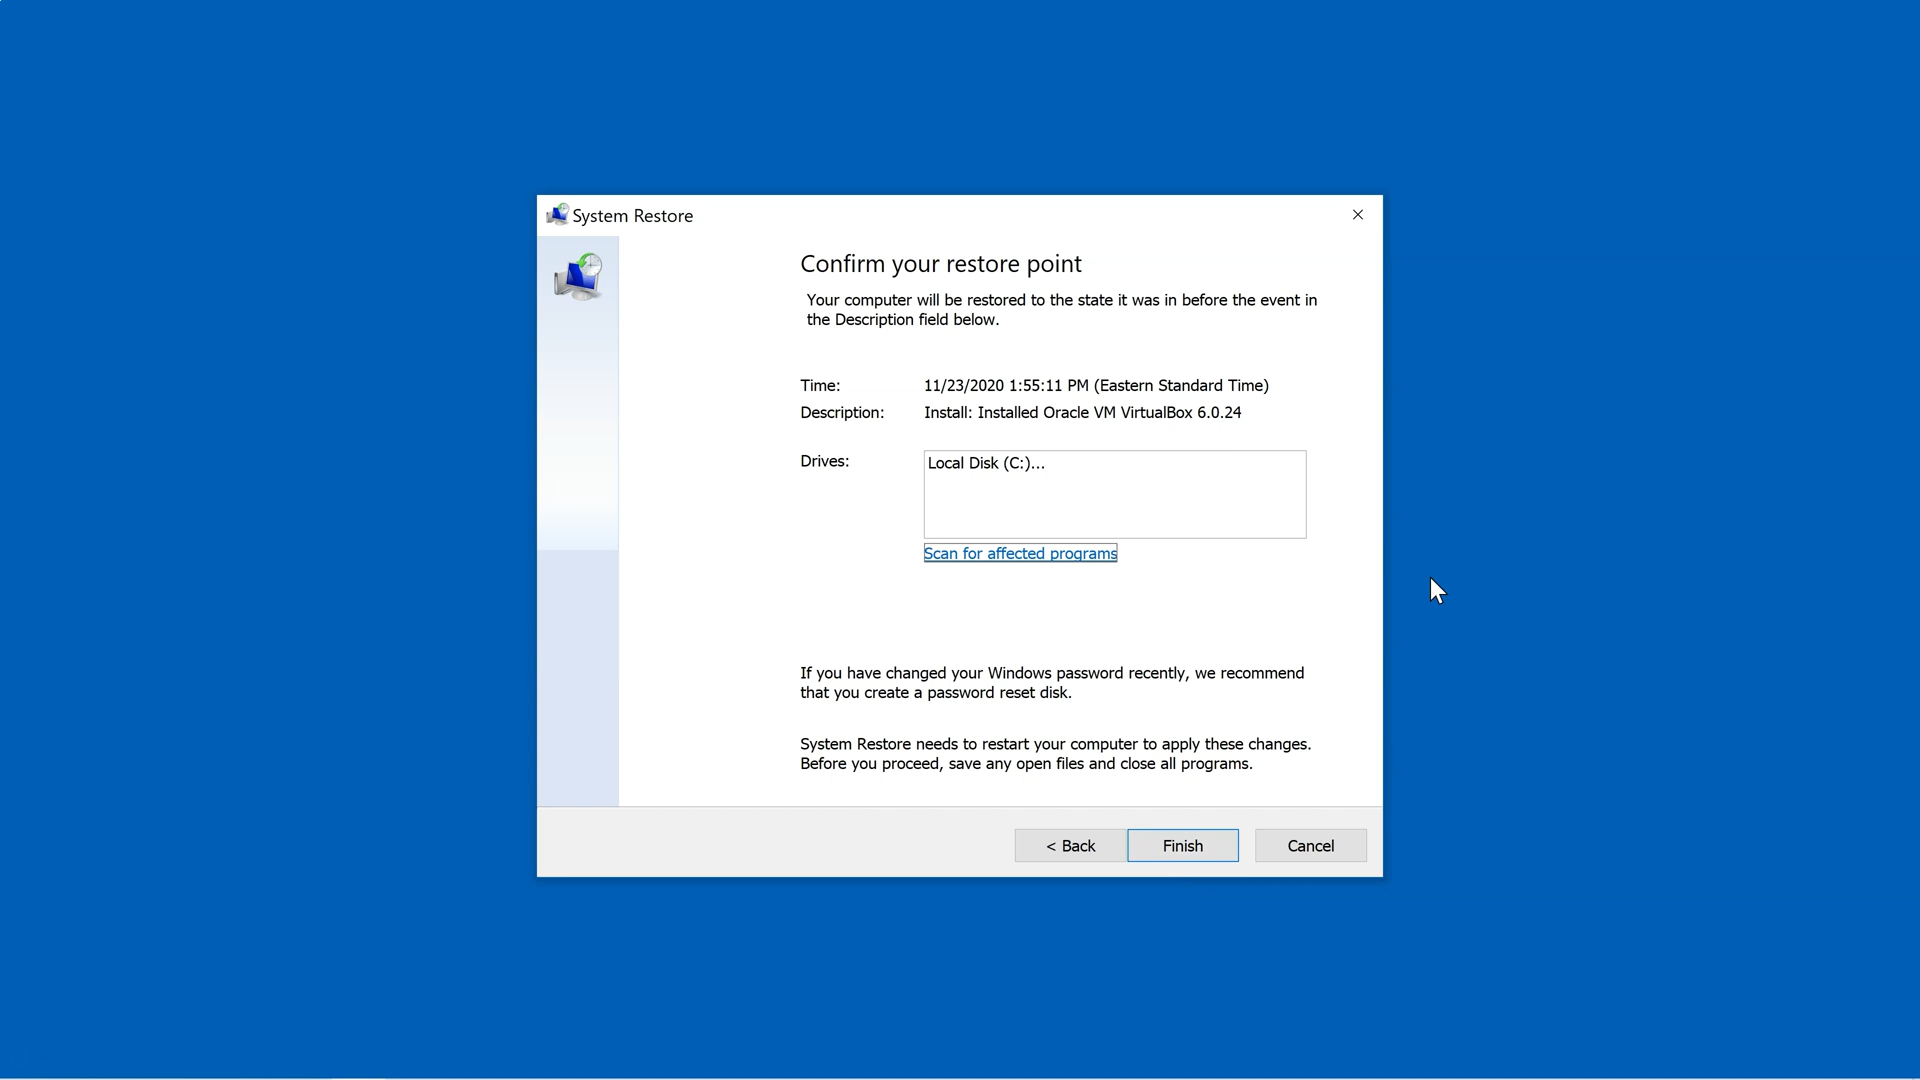 System Restore
Confirm your restore point
Your computer will be restored to the state it was in before the event in
the Description field below.
Time: 11/23/2020 1:55:11 PM (Eastern Standard Time)
Description: Install: Installed Oracle VM VirtualBox 6.0.24
Drives: Local Disk (C:)...
Scan for affected programs
If you have changed your Windows password recently, we recommend
that you create a password reset disk.
System Restore needs to restart your computer to apply these changes.
Before you proceed, save any open files and close all programs.
< Back Finish Cancel